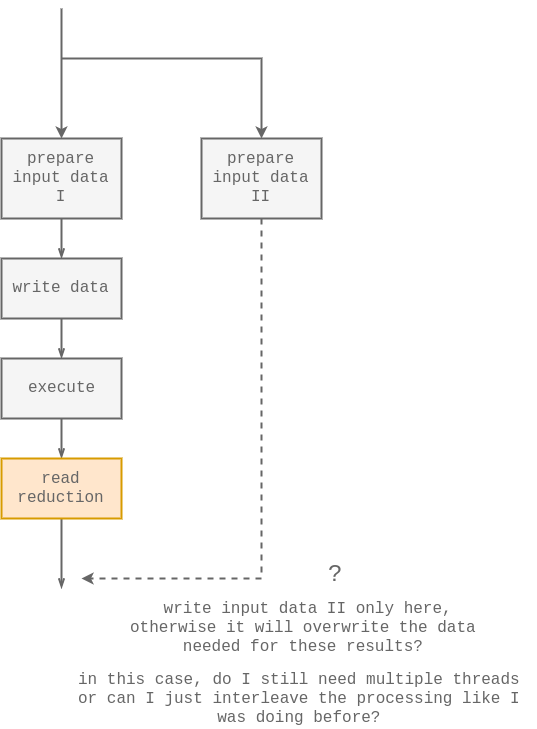 prepare
input data
I
prepare
input data
II
write data
execute
read
reduction
?
write input data II only here,
otherwise it will overwrite the data
needed for these results?
in this case, do I still need multiple threads
or can I just interleave the processing like I
was doing before?